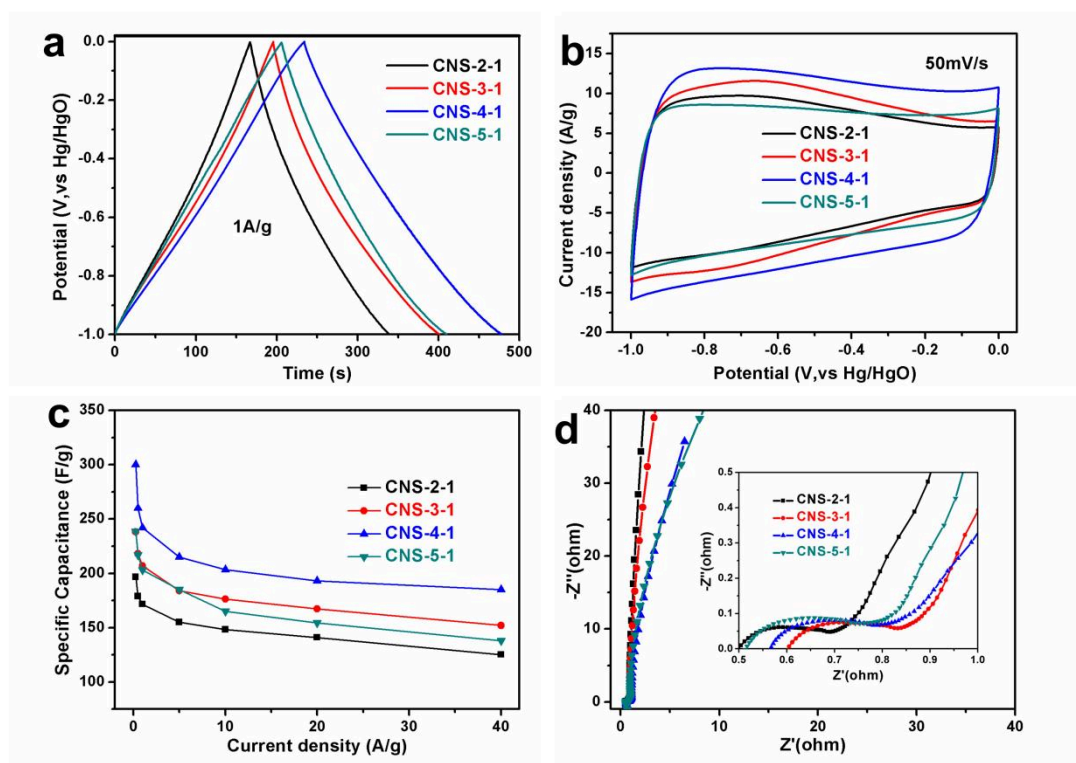 a
0.0
-0.2
-0.4
-0.6
-0.8
-1.0
Potential (V,vs Hg/HgO)
CNS-2-1
CNS-3-1
CNS-4-1
CNS-5-1
1A/g
0 100 200 300 400 500
Time (s)
b
20
15
10
5
0
-5
-10
-15
-20
Current density (A/g)
50mV/s
CNS-2-1
CNS-3-1
CNS-4-1
CNS-5-1
-1.0 -0.8 -0.6 -0.4 -0.2 0.0
Potential (V,vs Hg/HgO)
c
350
300
250
200
150
100
Specific Capacitance (F/g)
CNS-2-1
CNS-3-1
CNS-4-1
CNS-5-1
0 10 20 30 40
Current density (A/g)
d
40
30
20
10
0
-Z''(ohm)
0.5
0.4
0.3
0.2
0.1
0.0
-Z''(ohm)
CNS-2-1
CNS-3-1
CNS-4-1
CNS-5-1
0.5 0.6 0.7 0.8 0.9 1.0
Z'(ohm)
0 10 20 30 40
Z'(ohm)